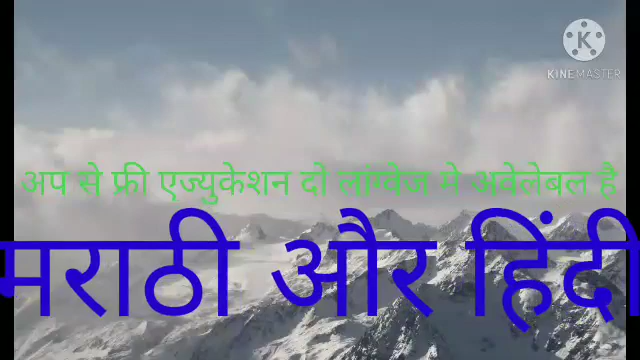 KINEMASTER
अप से फ्री एज्युकेशन दो लांग्वेज मे अवेलेबल है
मराठी और हिंदी